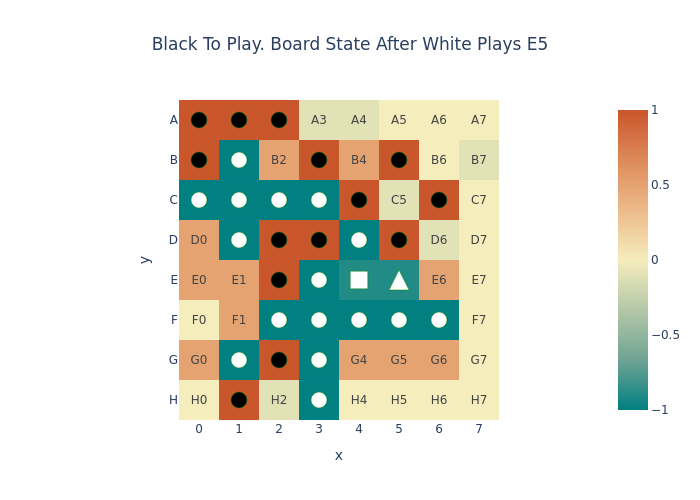 Black To Play. Board State After White Plays E5
A A3 A4 A5 A6 A7
B B2 B4 B6 B7
C C5 C7
D D0 D6 D7
E E0 E1 E6 E7
F F0 F1 F7
G G0 G4 G5 G6 G7
H H0 H2 H4 H5 H6 H7
0 1 2 3 4 5 6 7
x
y
1
0.5
0
−0.5
−1